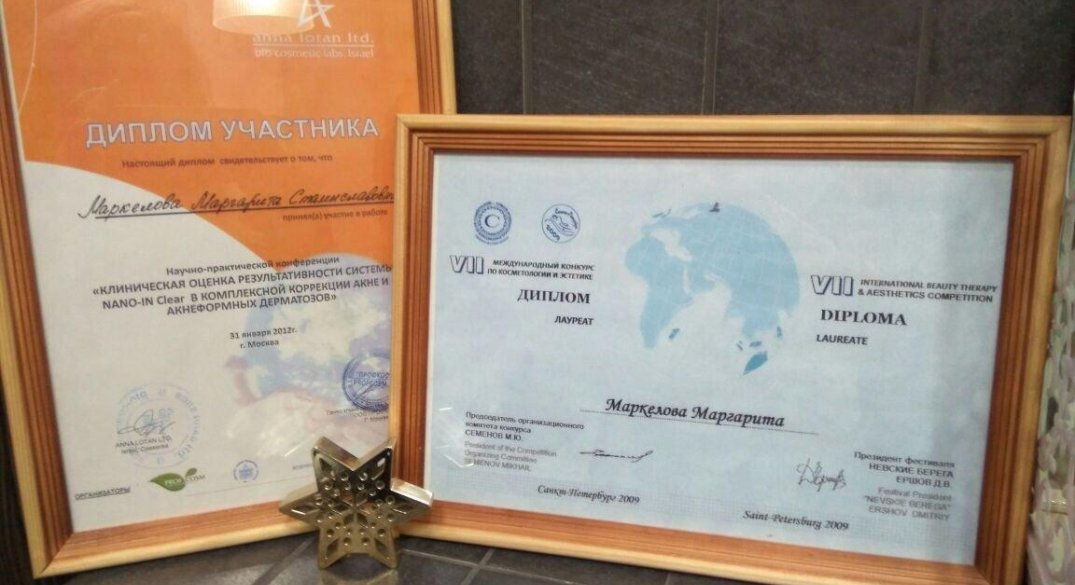 anna lotan ltd.
bio cosmetic labs, Israel
ДИПЛОМ УЧАСТНИКА
Настоящий диплом свидетельствует о том, что
Маркелова Маргарита Станиславовна
принял(а) участие в работе
Научно-практической конференции
«КЛИНИЧЕСКАЯ ОЦЕНКА РЕЗУЛЬТАТИВНОСТИ СИСТЕМЫ
NANO-IN Clear В КОМПЛЕКСНОЙ КОРРЕКЦИИ АКНЕ И
АКНЕФОРМНЫХ ДЕРМАТОЗОВ»
31 января 2012г.
г. Москва
ANNA LOTAN LTD.
ОРГАНИЗАТОРЫ
VII МЕЖДУНАРОДНЫЙ КОНКУРС
ПО КОСМЕТОЛОГИИ И ЭСТЕТИКЕ
ДИПЛОМ
ЛАУРЕАТ
VII INTERNATIONAL BEAUTY THERAPY
& AESTHETICS COMPETITION
DIPLOMA
LAUREATE
Маркелова Маргарита
Председатель организационного
комитета конкурса
СЕМЕНОВ М.Ю.
President of the Competition
Organizing Committee
SEMENOV MIKHAIL
Президент фестиваля
НЕВСКИЕ БЕРЕГА
ЕРШОВ Д.В.
Festival President
"NEVSKIE BEREGA"
ERSHOV DMITRIY
Санкт-Петербург 2009
Saint-Petersburg 2009